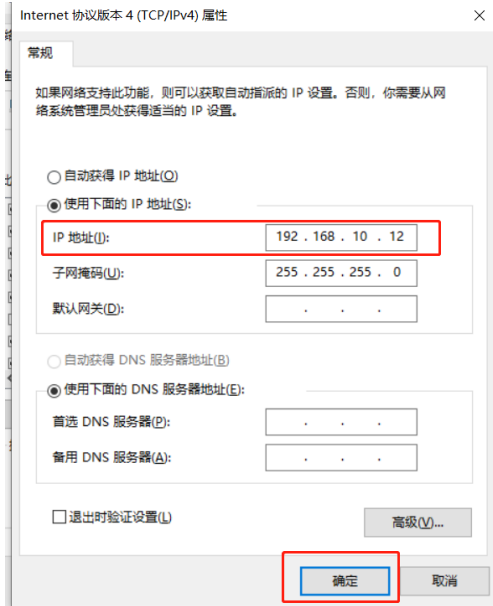 Internet 协议版本 4 (TCP/IPv4) 属性
常规
如果网络支持此功能，则可以获取自动指派的 IP 设置。否则，你需要从网
络系统管理员处获得适当的 IP 设置。
自动获得 IP 地址(O)
使用下面的 IP 地址(S):
IP 地址(I): 192 . 168 . 10 . 12
子网掩码(U): 255 . 255 . 255 . 0
默认网关(D): . . .
自动获得 DNS 服务器地址(B)
使用下面的 DNS 服务器地址(E):
首选 DNS 服务器(P): . . .
备用 DNS 服务器(A): . . .
退出时验证设置(L)
高级(V)...
确定 取消